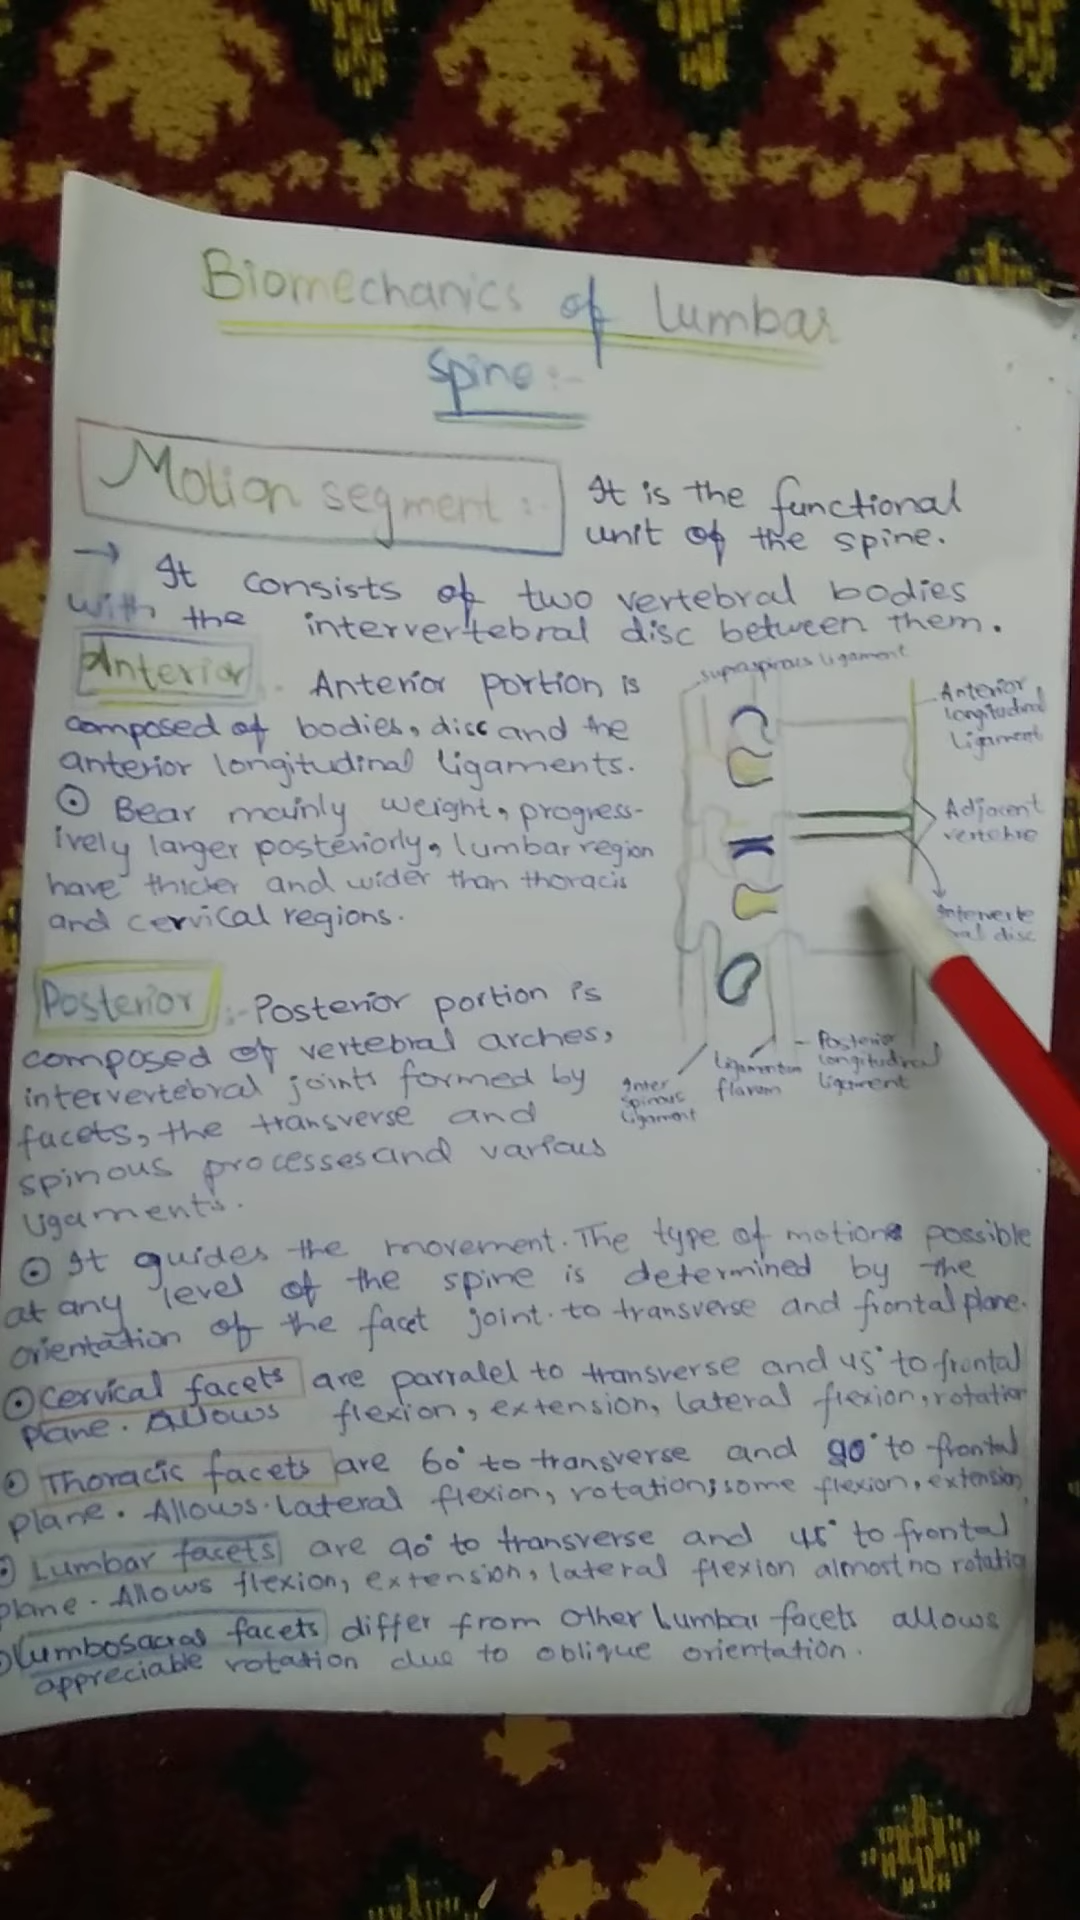 Biomechanics of Lumbar
Spine :-
Motion segment :-
It is the functional
unit of the spine.
→ It consists of two vertebral bodies
with the intervertebral disc between them.
Anterior :- Anterior portion is
composed of bodies, disc and the
anterior longitudinal ligaments.
⊙ Bear mainly weight, progress-
ively larger posteriorly, lumbar region
have thicker and wider than thoracis
and cervical regions.
supraspinous ligament
Anterior
longitudinal
Ligament
Adjacent
vertebre
Interverte
ral disc
Posterior
longitudinal
ligament
Ligamentum
flavom
Inter
spinus
ligament
Posterior :- Posterior portion is
composed of vertebral arches,
intervertebral joints formed by
facets, the transverse and
spinous processes and various
ligaments.
⊙ It guides the movement. The type of motions possible
at any level of the spine is determined by the
orientation of the facet joint. to transverse and frontal plane.
⊙ Cervical facets are parralel to transverse and 45° to frontal
plane. Allows flexion, extension, lateral flexion, rotation
⊙ Thoracic facets are 60° to transverse and 90° to frontal
plane. Allows. Lateral flexion, rotation; some flexion, extension,
⊙ Lumbar facets are 90° to transverse and 45° to frontal
plane. Allows flexion, extension, lateral flexion almost no rotatio
⊙ Lumbosacras facets differ from other lumbar facets allows
appreciable rotation due to oblique orientation.